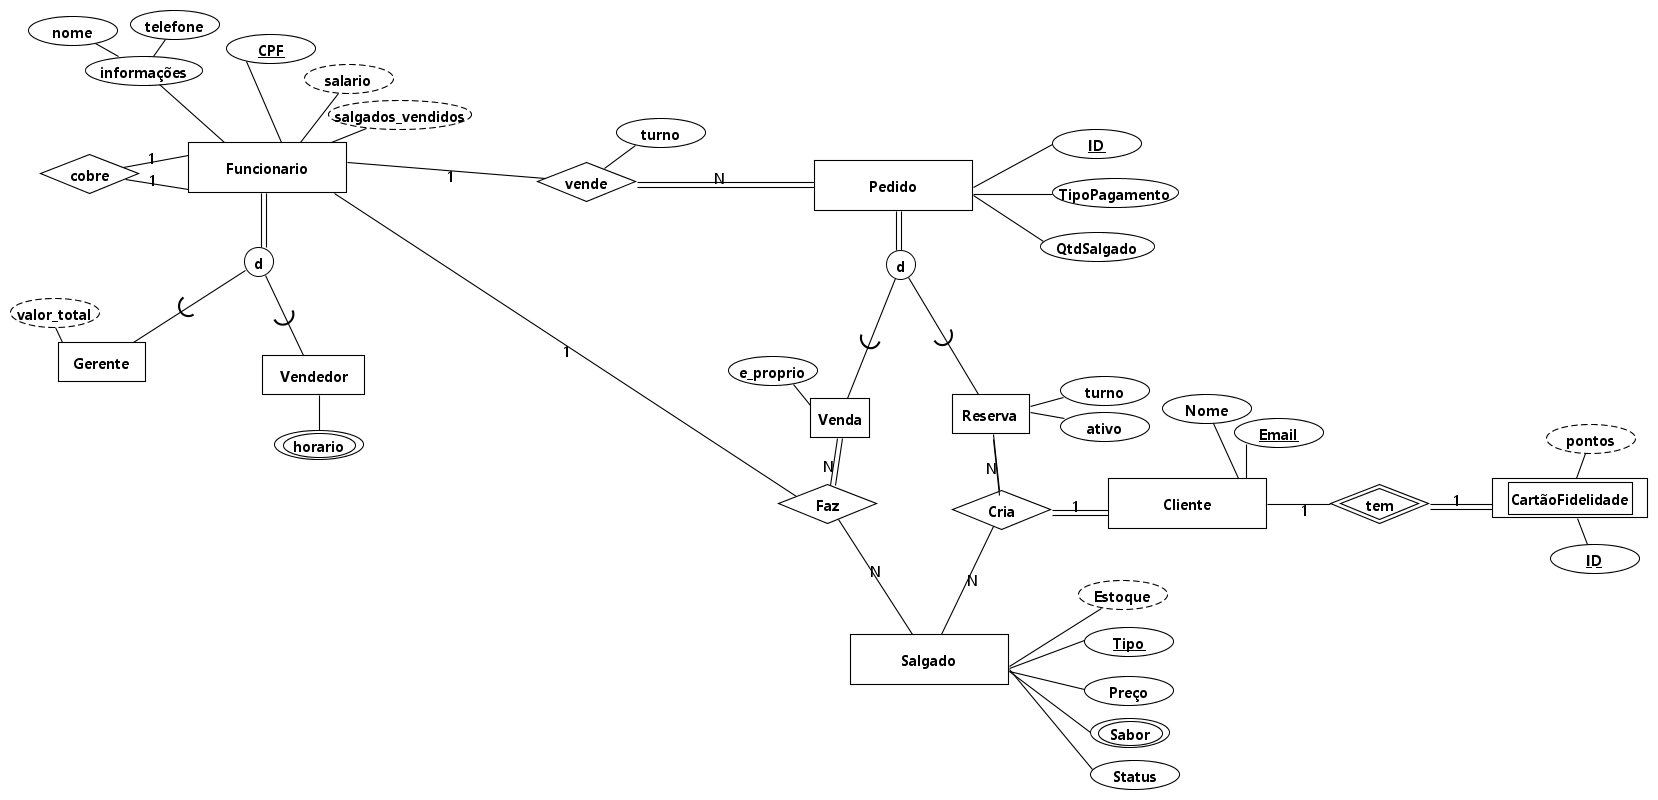 nome
telefone
informações
CPF
salario
salgados_vendidos
cobre
1
1
Funcionario
1
vende
turno
N
Pedido
ID
TipoPagamento
QtdSalgado
d
d
valor_total
Gerente
Vendedor
horario
1
e_proprio
Venda
Reserva
turno
ativo
Nome
Email
pontos
N
N
Faz
Cria
1
Cliente
1
tem
1
CartãoFidelidade
ID
N
N
Salgado
Estoque
Tipo
Preço
Sabor
Status